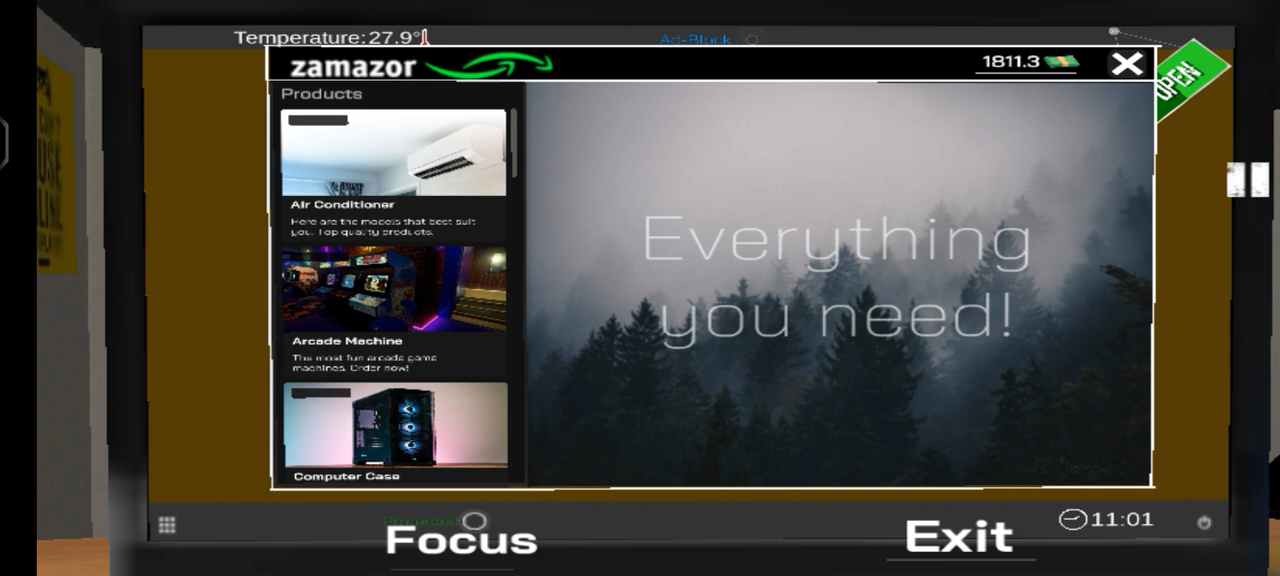 Temperature: 27.9°
Ad-Block
zamazor
1811.3
OPEN
Products
Air Conditioner
Here are the models that best suit
you. Top quality products.
Arcade Machine
The most fun arcade game
machines. Order now!
Computer Case
Everything
you need!
Focus
Exit
11:01